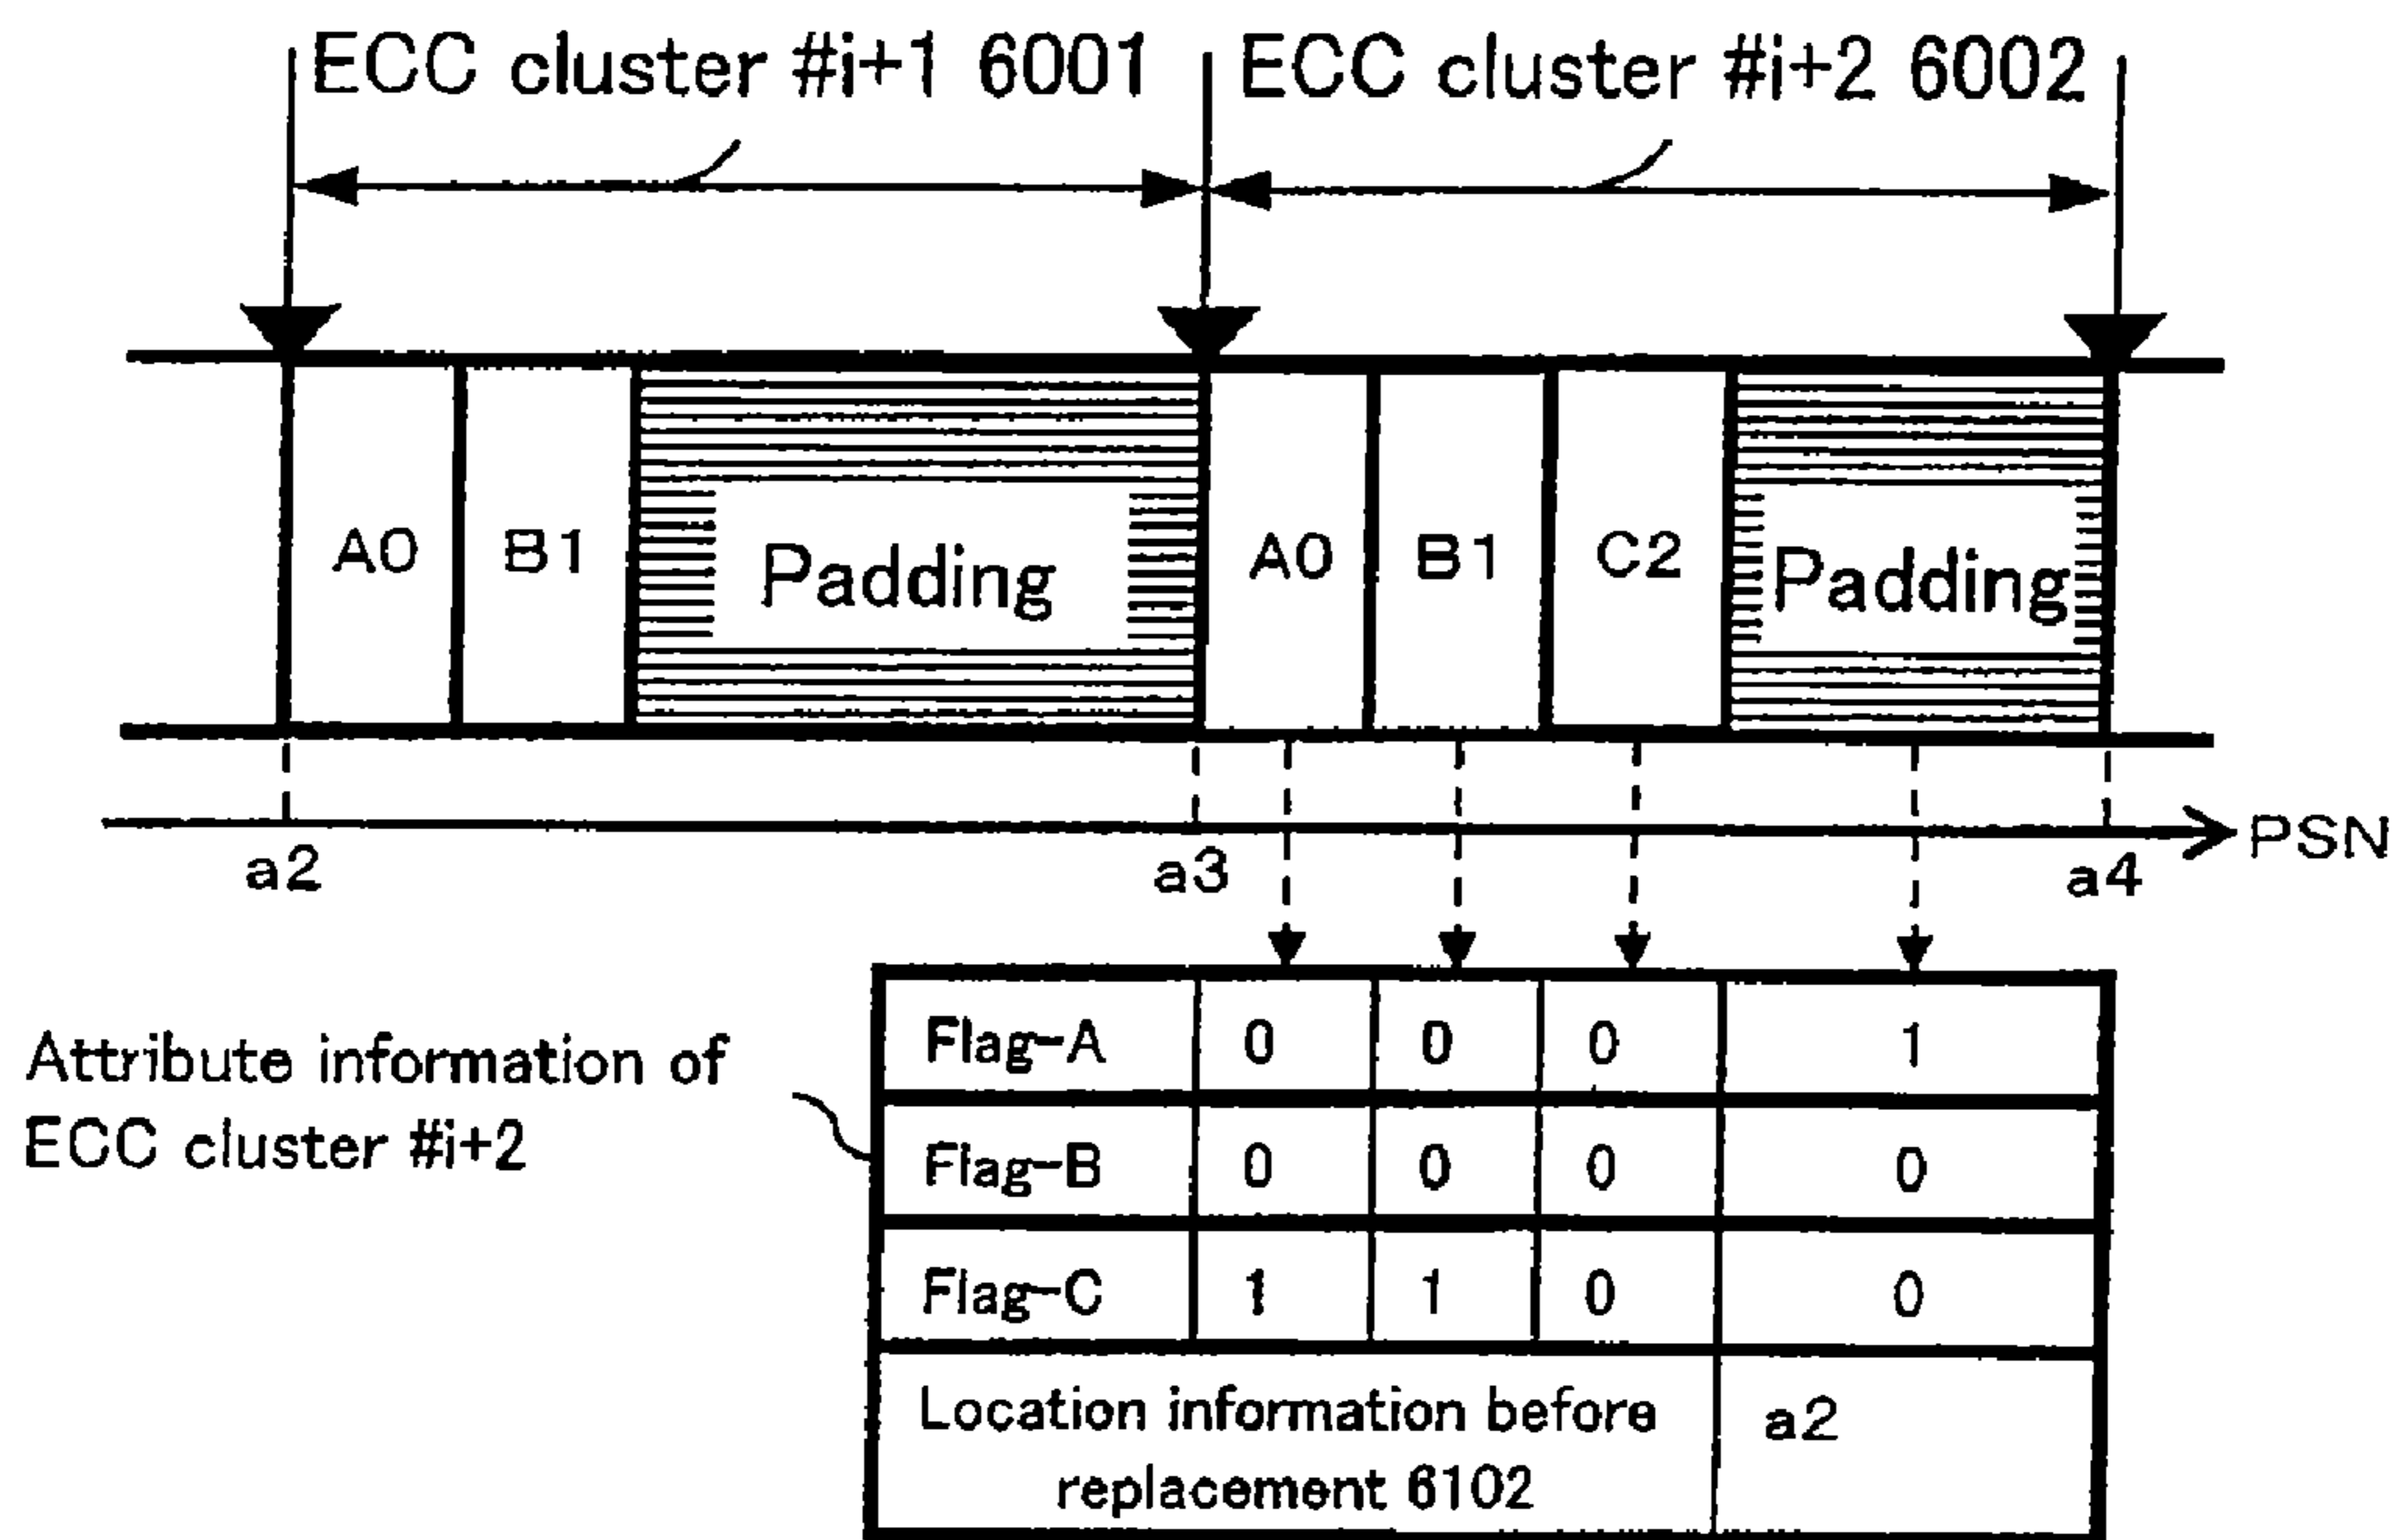 ECC cluster #i+1 6001 ECC cluster #i+2 6002
A0 B1 Padding A0 B1 C2 Padding
PSN
a2 a3 a4
Flag-A 0 0 0 1
Attribute information of
ECC cluster #i+2
Flag-B 0 0 0 0
Flag-C 1 1 0 0
Location information before a2
replacement 6102